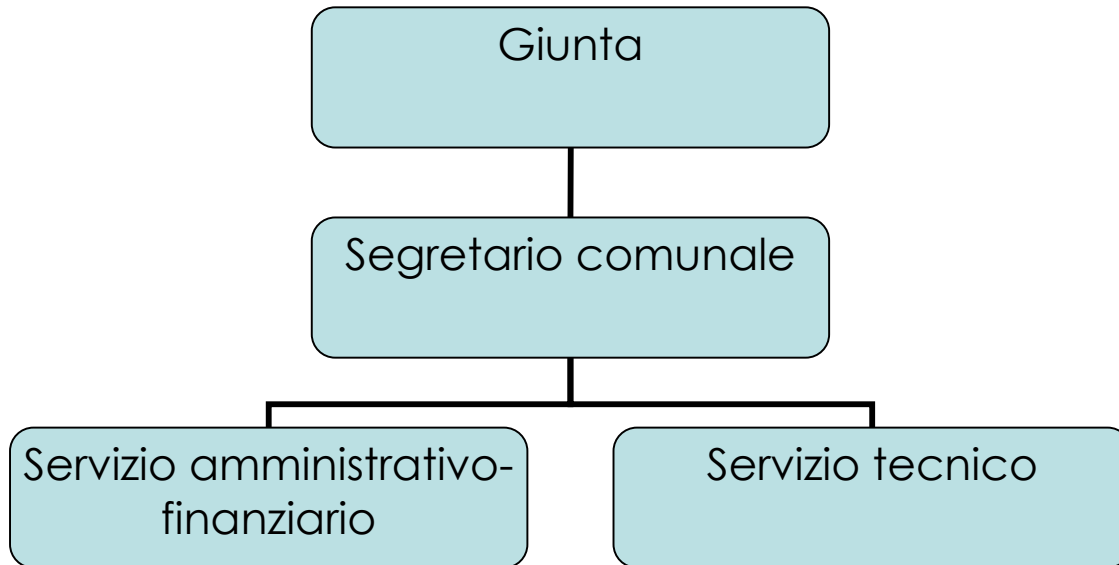 Giunta
Segretario comunale
Servizio amministrativo-
finanziario
Servizio tecnico